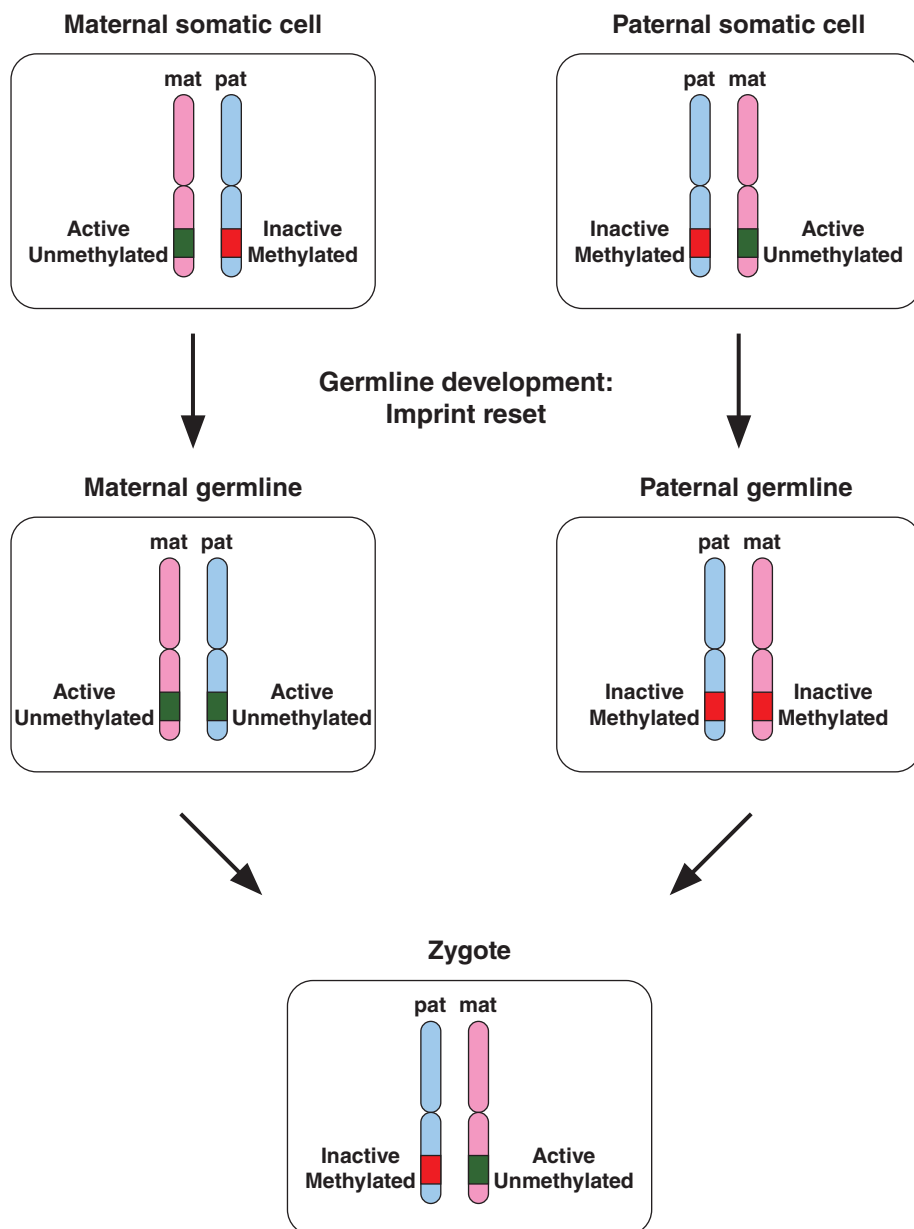 Maternal somatic cell
Paternal somatic cell
mat pat
Active
Unmethylated
Inactive
Methylated
pat mat
Inactive
Methylated
Active
Unmethylated
Germline development:
Imprint reset
Maternal germline
Paternal germline
mat pat
Active
Unmethylated
Active
Unmethylated
pat mat
Inactive
Methylated
Inactive
Methylated
Zygote
pat mat
Inactive
Methylated
Active
Unmethylated